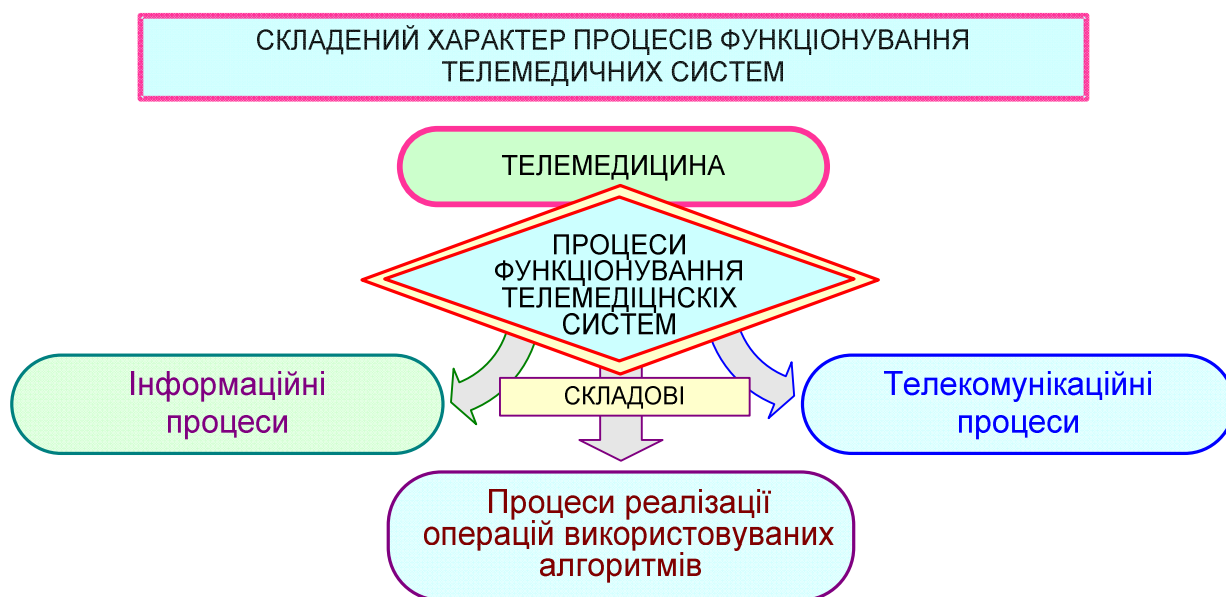 СКЛАДЕНИЙ ХАРАКТЕР ПРОЦЕСІВ ФУНКЦІОНУВАННЯ
ТЕЛЕМЕДИЧНИХ СИСТЕМ
ТЕЛЕМЕДИЦИНА
ПРОЦЕСИ
ФУНКЦІОНУВАННЯ
ТЕЛЕМЕДІЦНСКІХ
СИСТЕМ
СКЛАДОВІ
Інформаційні
процеси
Телекомунікаційні
процеси
Процеси реалізації
операцій використовуваних
алгоритмів